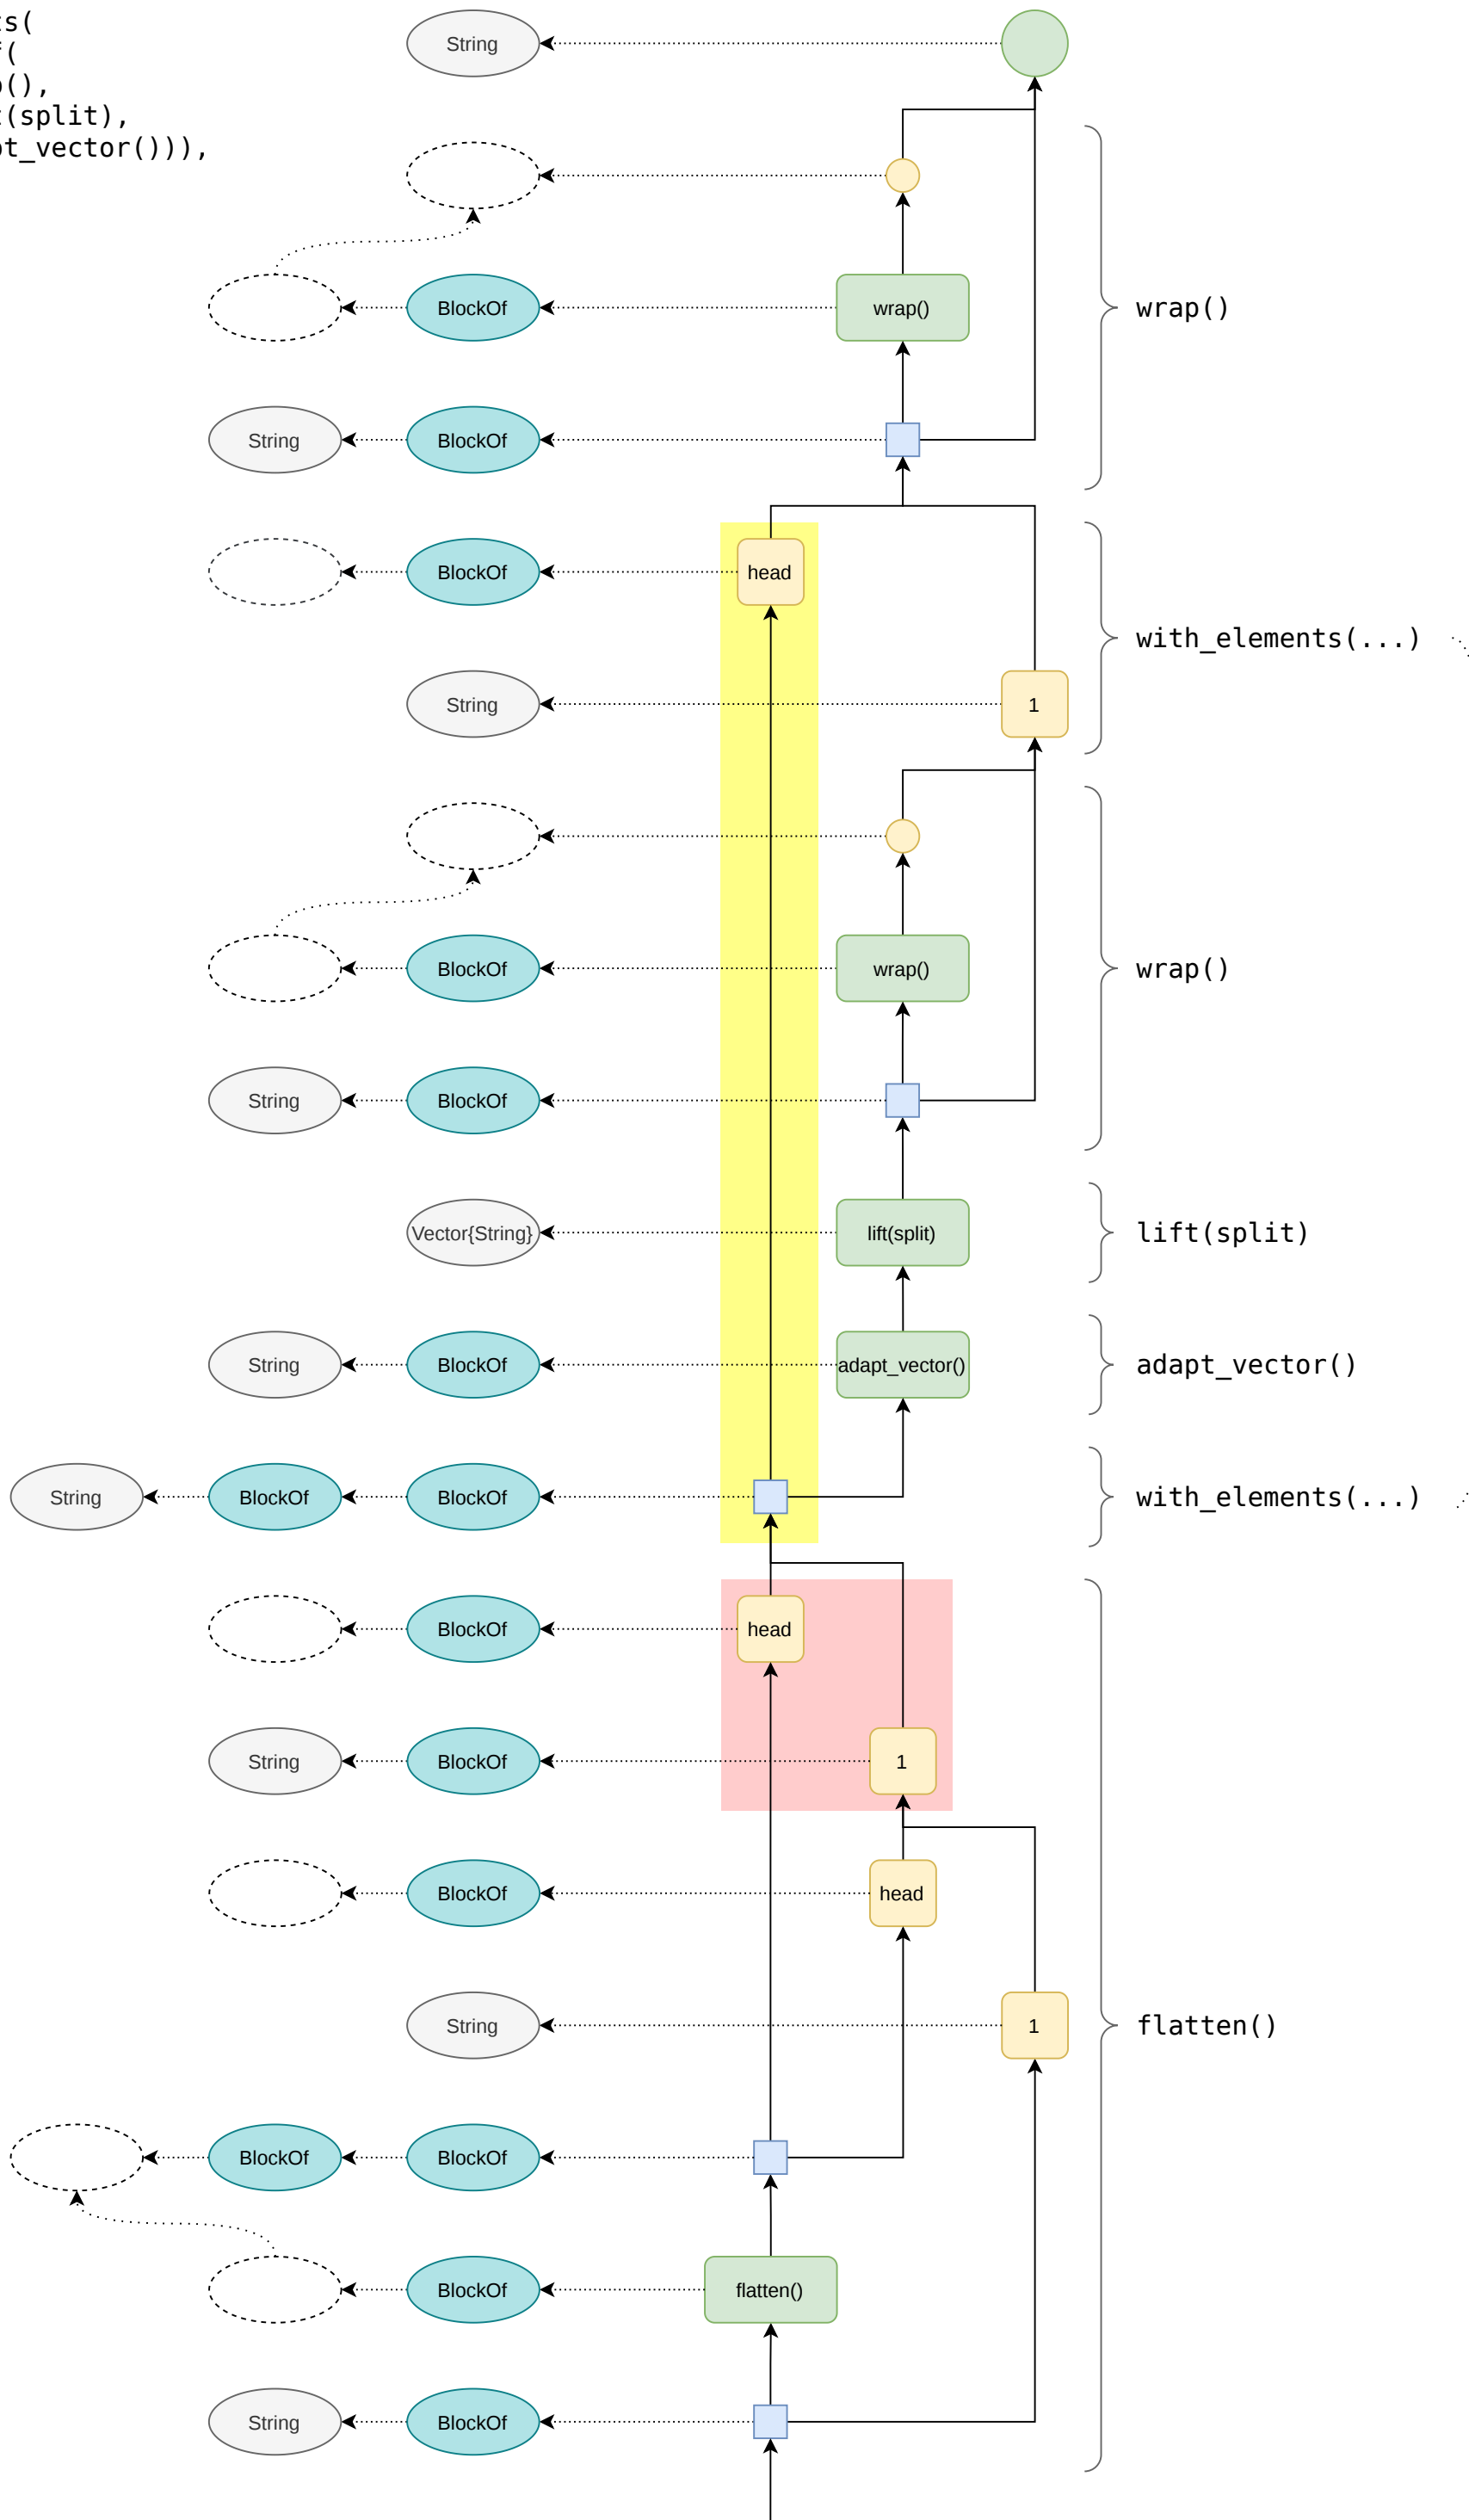 ts(
(
(),
(split),
t_vector())),
String
BlockOf
wrap()
wrap()
String
BlockOf
BlockOf
head
with_elements(...)
String
1
BlockOf
wrap()
wrap()
String
BlockOf
Vector{String}
lift(split)
lift(split)
String
BlockOf
adapt_vector()
adapt_vector()
String
BlockOf
BlockOf
with_elements(...)
BlockOf
head
String
BlockOf
1
BlockOf
head
String
1
flatten()
BlockOf
BlockOf
BlockOf
flatten()
String
BlockOf